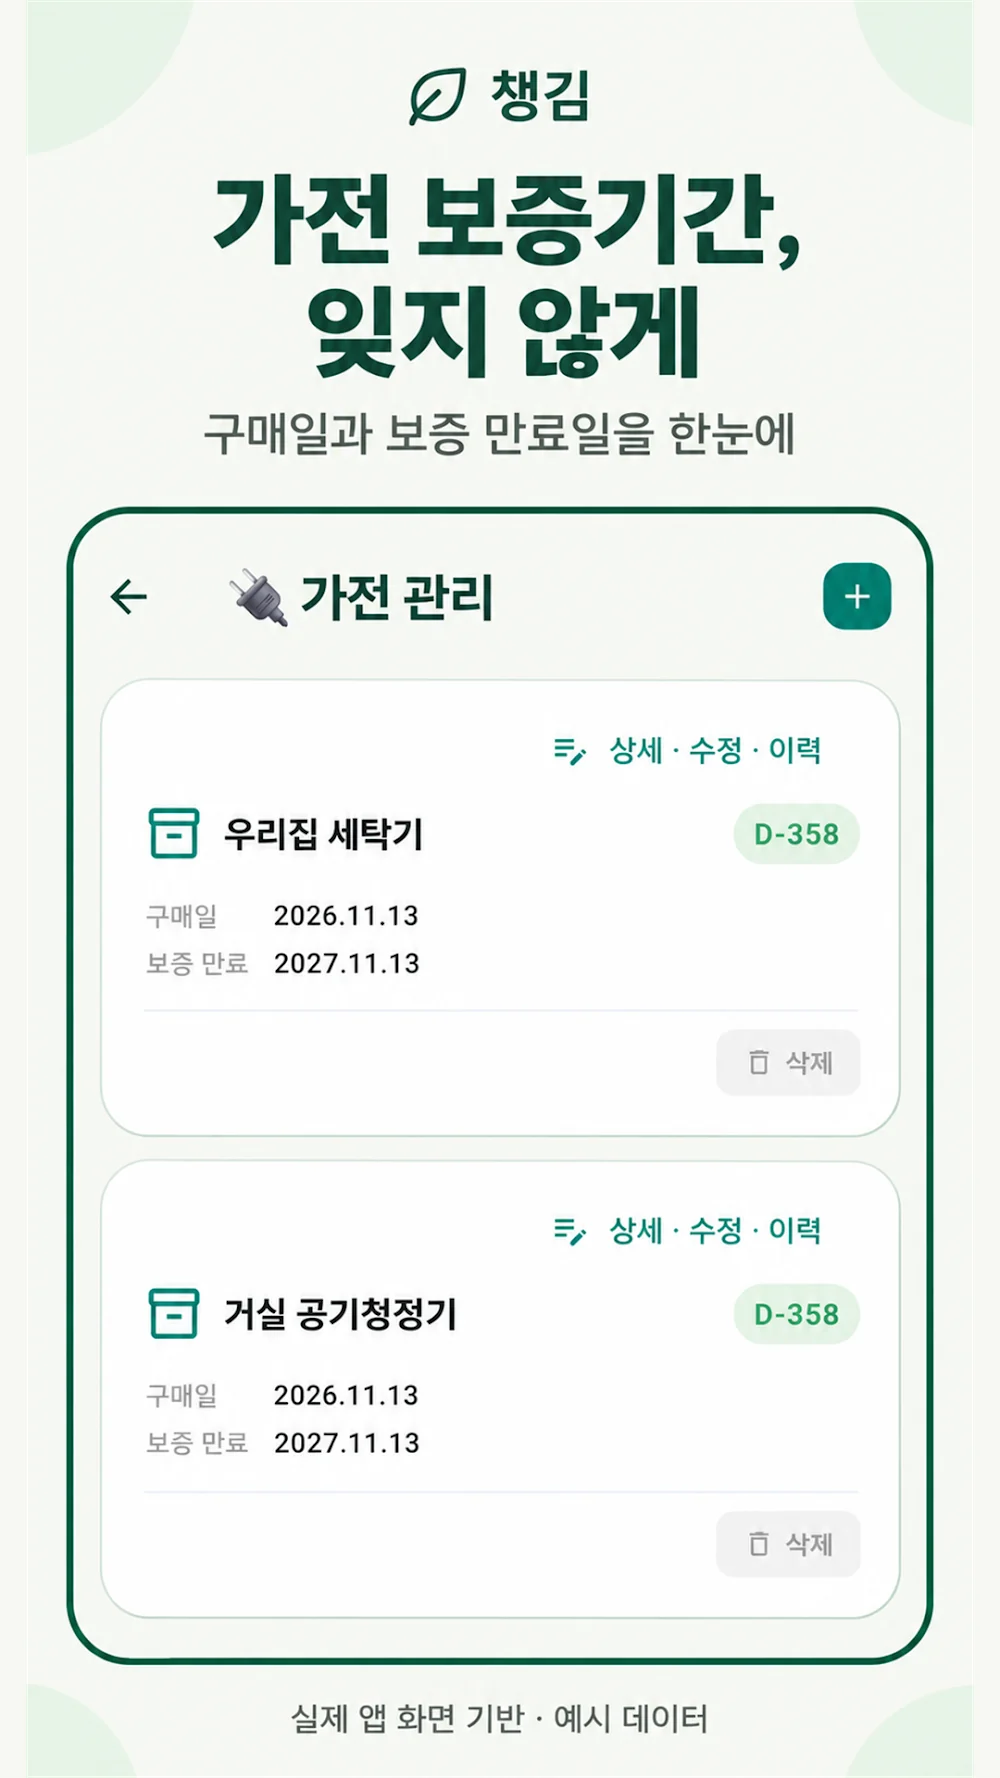 챙김
가전 보증기간,
잊지 않게
구매일과 보증 만료일을 한눈에
가전 관리
상세 · 수정 · 이력
우리집 세탁기
D-358
구매일 2026.11.13
보증 만료 2027.11.13
삭제
상세 · 수정 · 이력
거실 공기청정기
D-358
구매일 2026.11.13
보증 만료 2027.11.13
삭제
실제 앱 화면 기반 · 예시 데이터